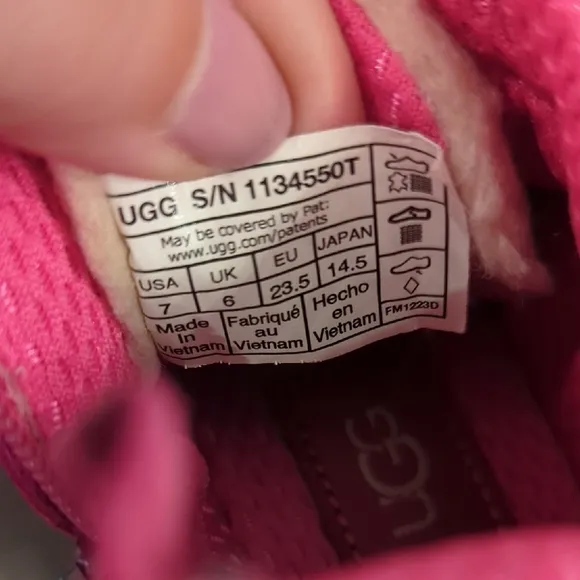 UGG S/N 1134550T
May be covered by Pat:
www.ugg.com/patents
USA UK EU JAPAN
7 6 23.5 14.5
Made In Vietnam
Fabriqué au Vietnam
Hecho en Vietnam
FM1223D
UGG